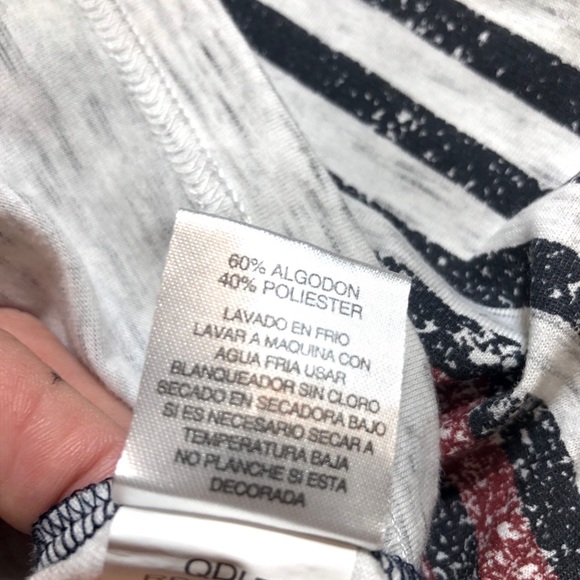 60% ALGODON
40% POLIESTER
LAVADO EN FRIO
LAVAR A MAQUINA CON
AGUA FRIA USAR
BLANQUEADOR SIN CLORO
SECADO EN SECADORA BAJO
SI ES NECESARIO SECAR A
TEMPERATURA BAJA
NO PLANCHE SI ESTA
DECORADA